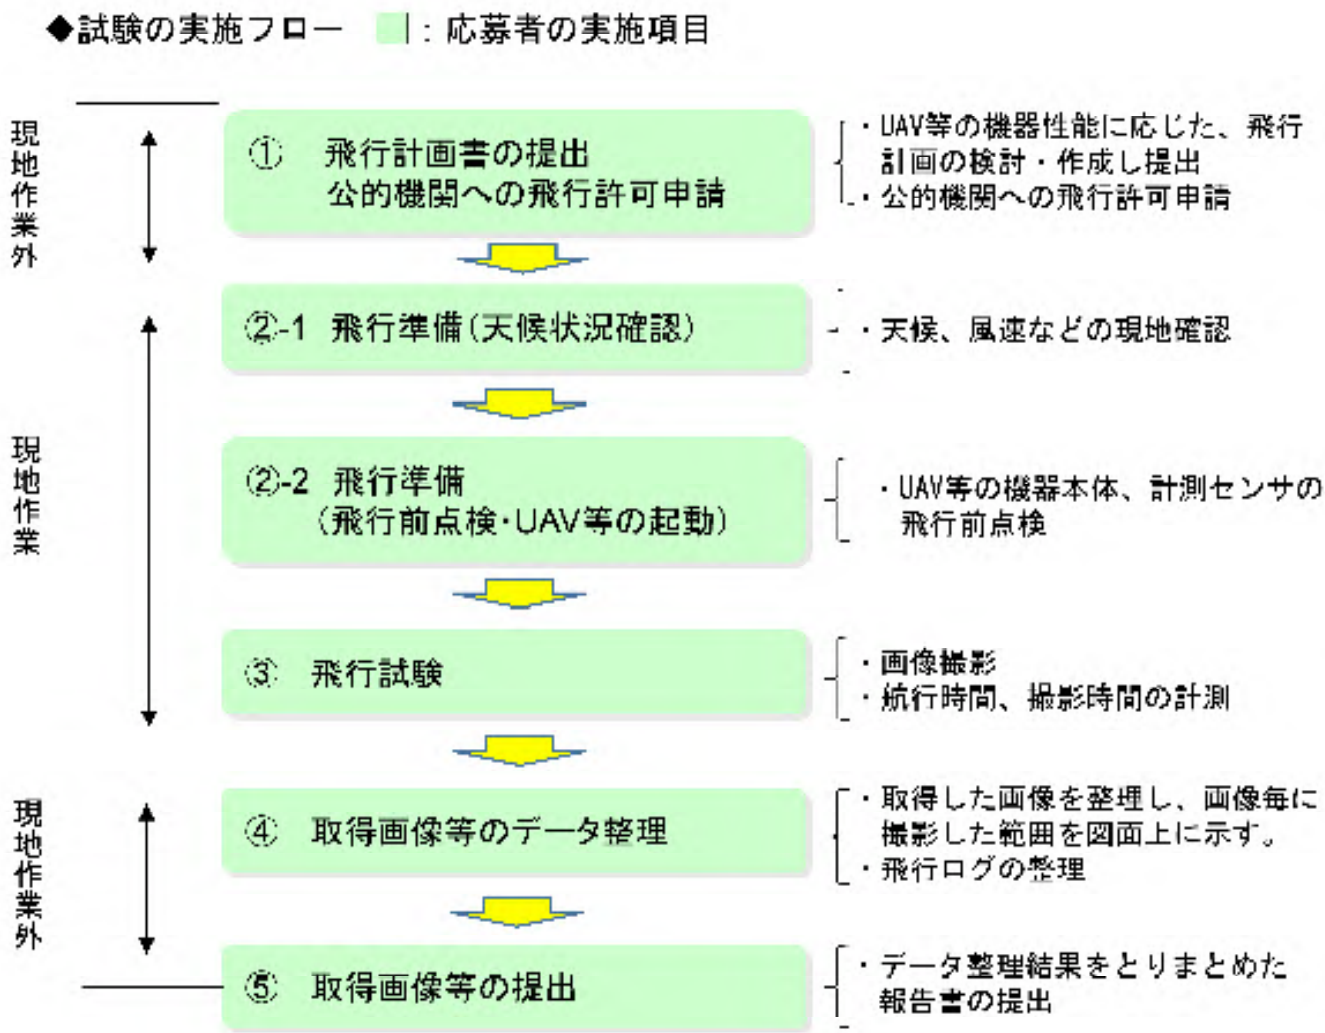 ◆試験の実施フロー　：応募者の実施項目
現地作業外
① 飛行計画書の提出
公的機関への飛行許可申請
・UAV等の機器性能に応じた、飛行
計画の検討・作成し提出
・公的機関への飛行許可申請
現地作業
②-1 飛行準備(天候状況確認)
・天候、風速などの現地確認
②-2 飛行準備
(飛行前点検・UAV等の起動)
・UAV等の機器本体、計測センサの
飛行前点検
③ 飛行試験
・画像撮影
・航行時間、撮影時間の計測
現地作業外
④ 取得画像等のデータ整理
・取得した画像を整理し、画像毎に
撮影した範囲を図面上に示す。
・飛行ログの整理
⑤ 取得画像等の提出
・データ整理結果をとりまとめた
報告書の提出